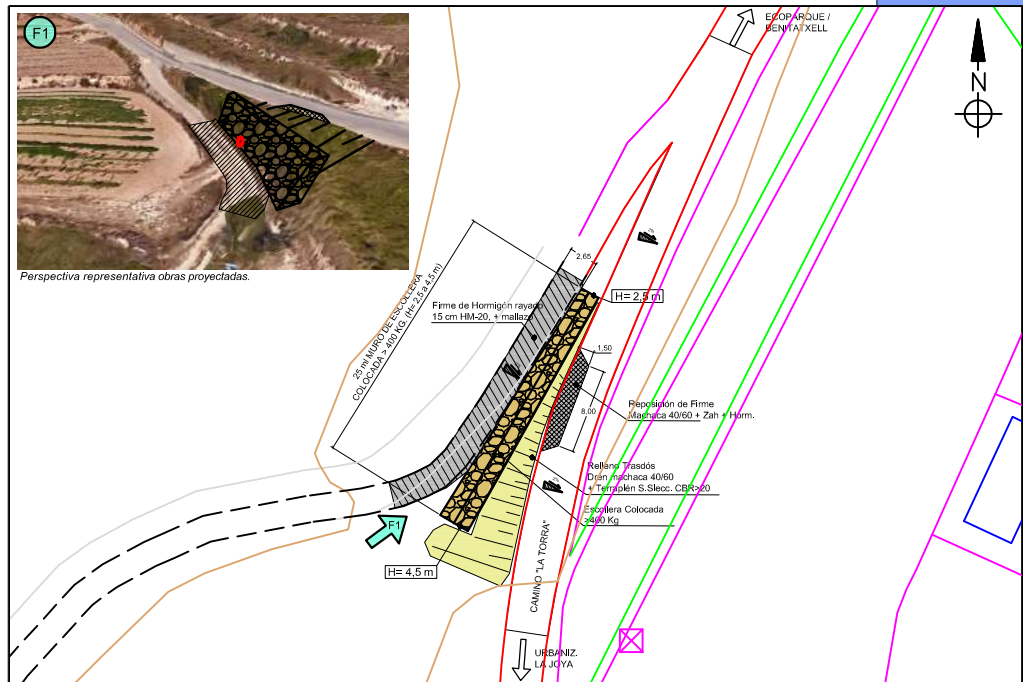 F1
Perspectiva representativa obras proyectadas.
ECOPARQUE /
BENITATXELL
N
25 ml MURO DE ESCOLLERA
COLOCADA > 400 KG. (H= 2,5 a 4,5 m)
2,65
Firme de Hormigón rayado
15 cm HM-20, + mallazo
H= 2,5 m
1,50
8,00
Reposición de Firme
Machaca 40/60 + Zah + Horm.
Relleno Trasdós
Dren machaca 40/60
+ Terraplén S.Slecc. CBR>20
Escollera Colocada
>400 Kg
F1
H= 4,5 m
CAMINO "LA TORRA"
URBANIZ.
LA JOYA